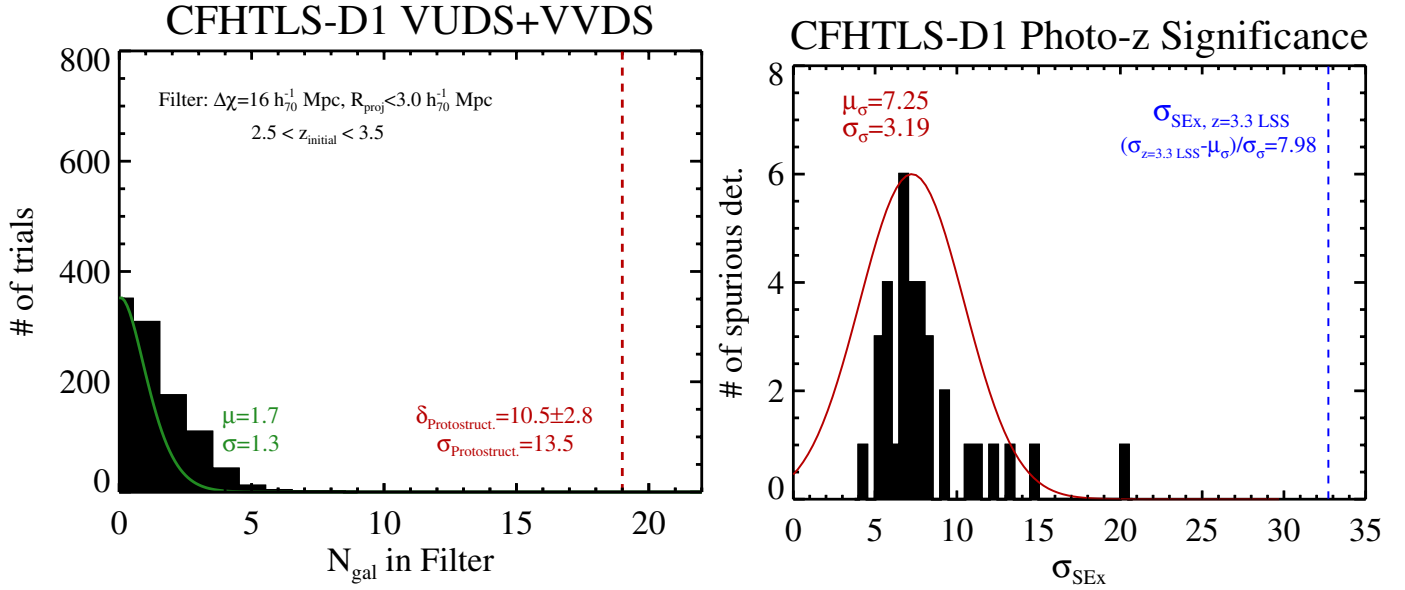 CFHTLS-D1 VUDS+VVDS
Filter: Δχ=16 h₇₀⁻¹ Mpc, R_proj<3.0 h₇₀⁻¹ Mpc
2.5 < z_initial < 3.5
μ=1.7
σ=1.3
δ_Protostruct.=10.5±2.8
σ_Protostruct.=13.5
# of trials
800
600
400
200
0
0 5 10 15 20
N_gal in Filter
CFHTLS-D1 Photo-z Significance
μ_σ=7.25
σ_σ=3.19
σ_SEx, z=3.3 LSS
(σ_z=3.3 LSS-μ_σ)/σ_σ=7.98
# of spurious det.
8
6
4
2
0
0 5 10 15 20 25 30 35
σ_SEx